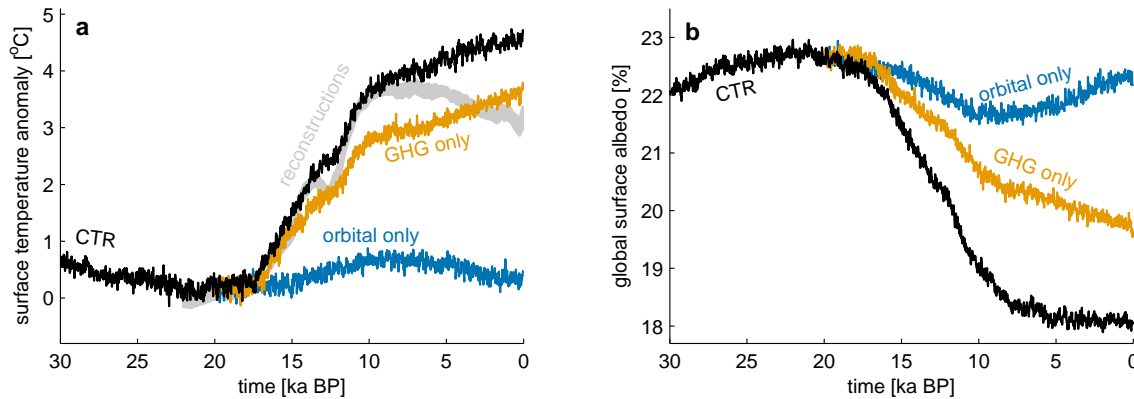 a
surface temperature anomaly [°C]
5
4
3
2
1
0
reconstructions
GHG only
CTR
orbital only
30 25 20 15 10 5 0
time [ka BP]
b
global surface albedo [%]
23
22
21
20
19
18
CTR
orbital only
GHG only
30 25 20 15 10 5 0
time [ka BP]